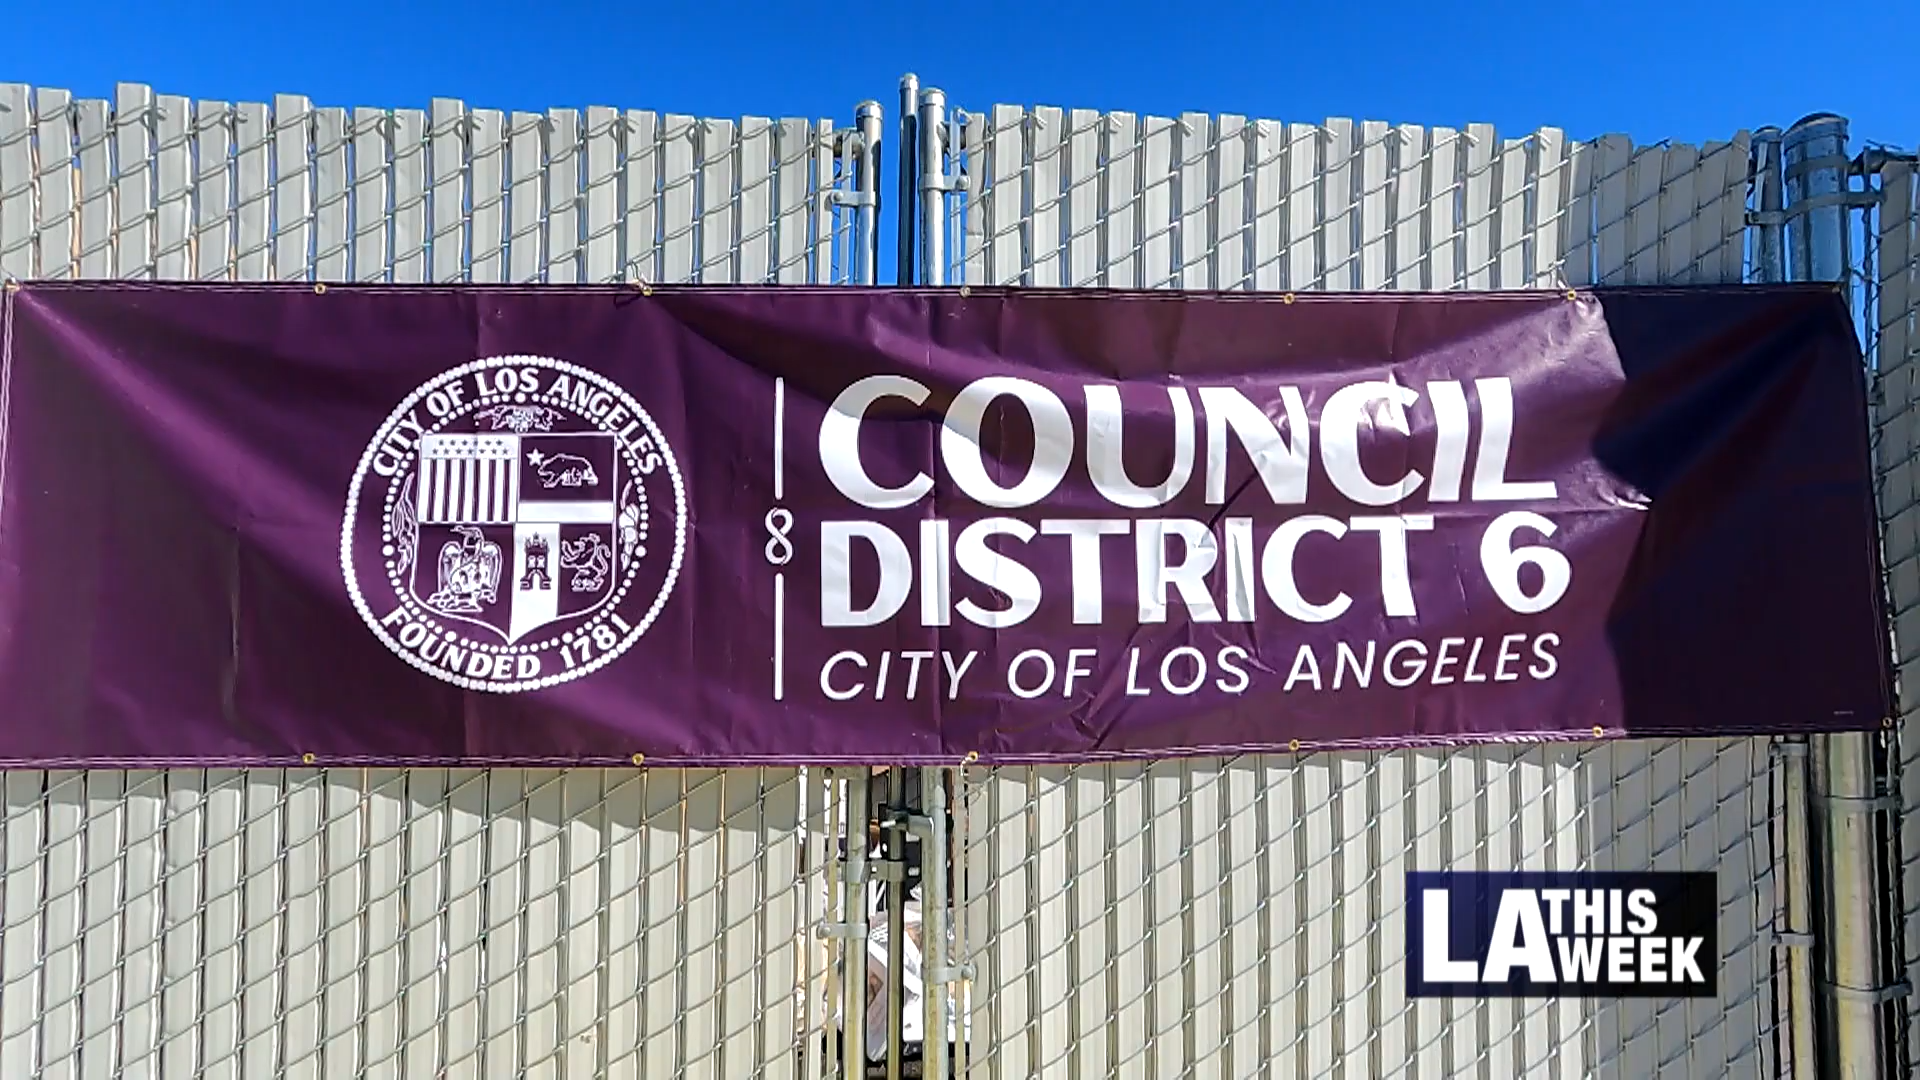 CITY OF LOS ANGELES
FOUNDED 1781
COUNCIL
DISTRICT 6
CITY OF LOS ANGELES
LA THIS
WEEK